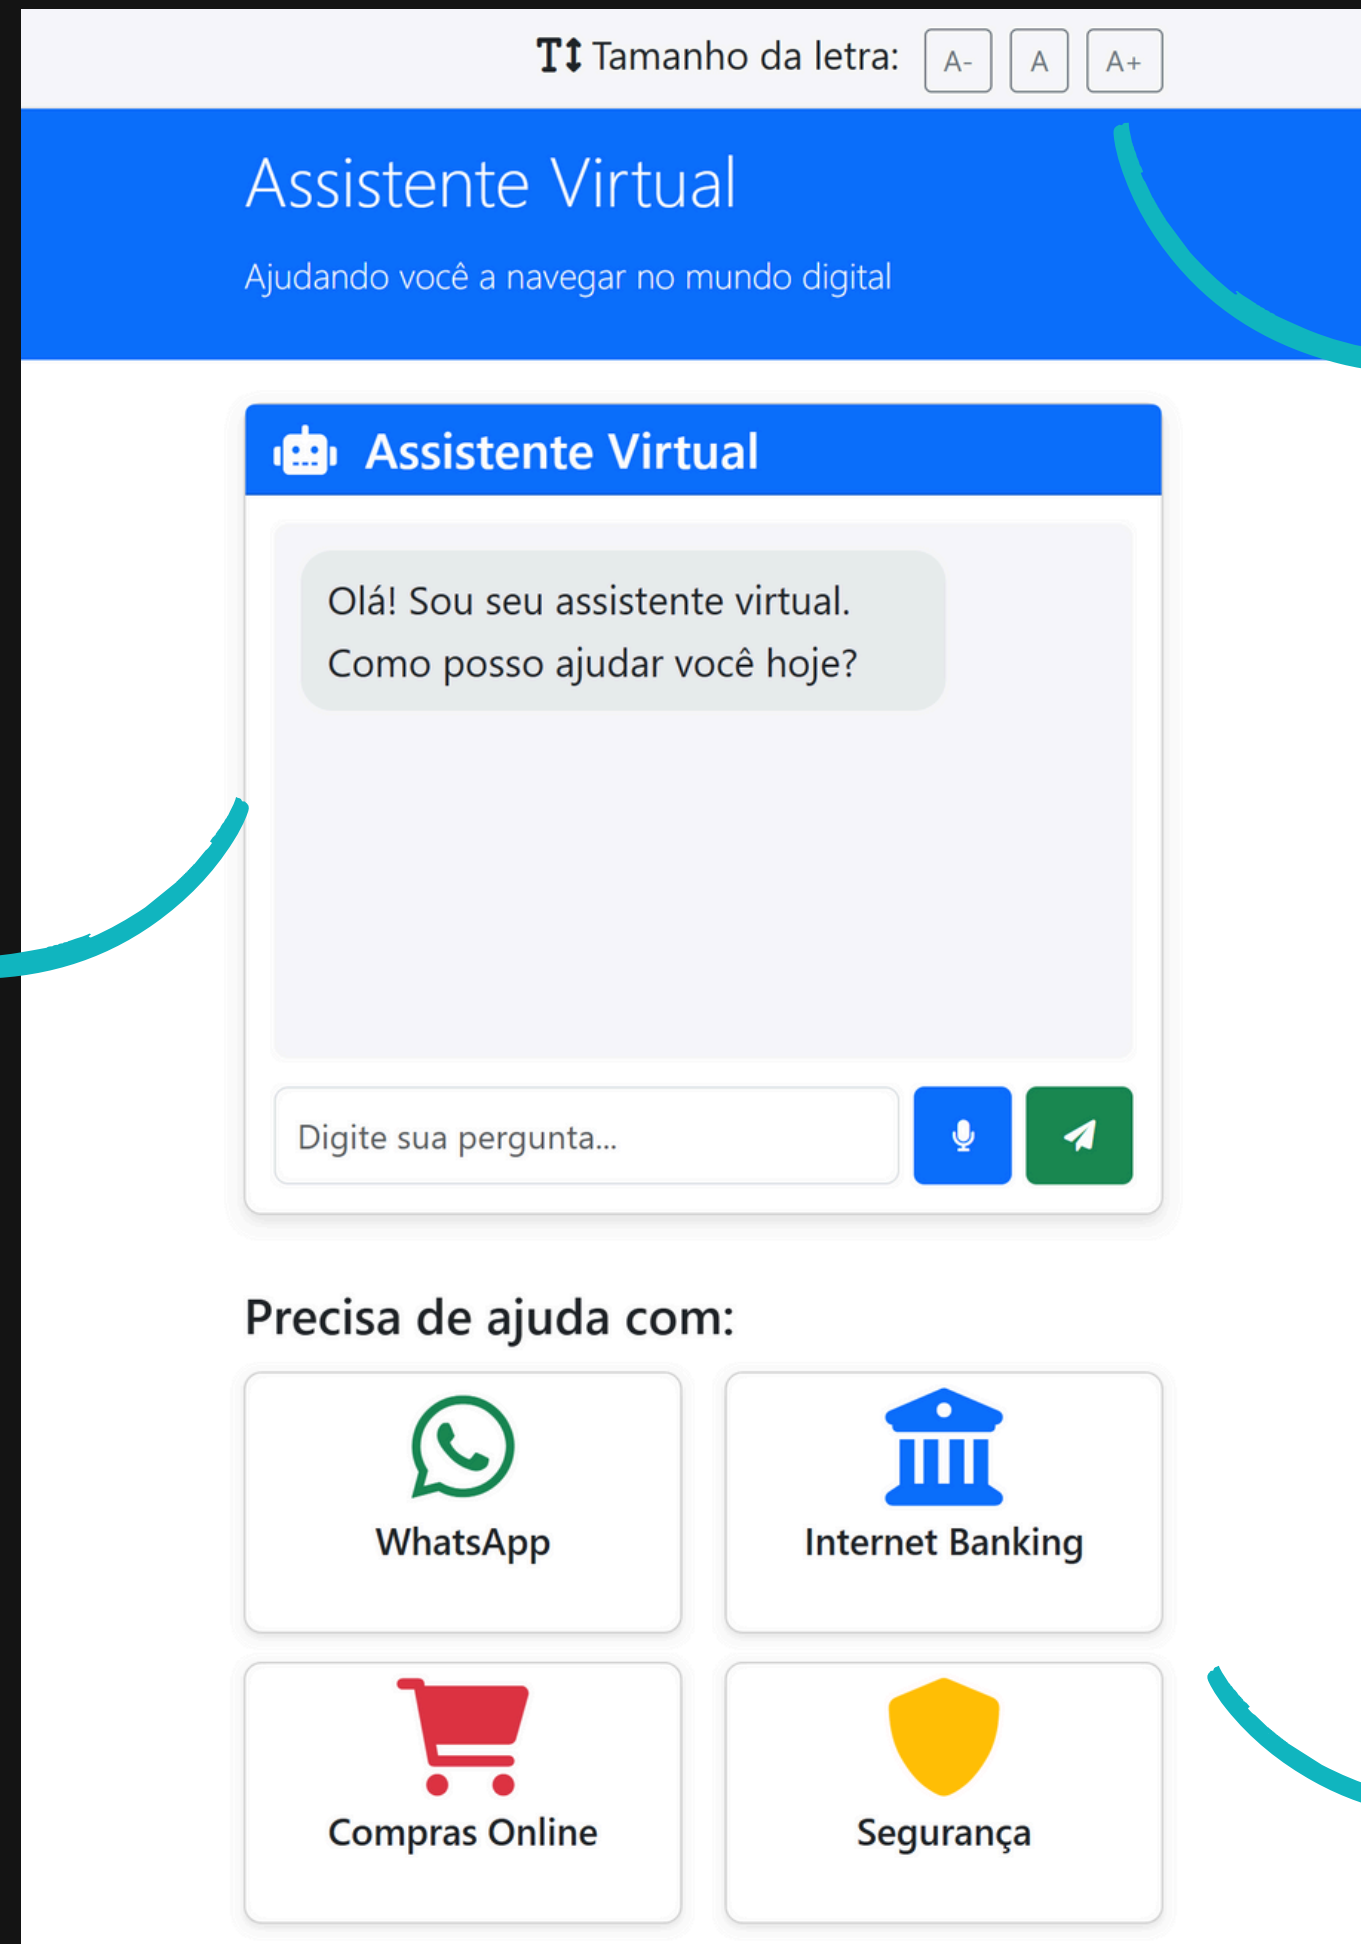 Tamanho da letra: A- A A+
Assistente Virtual
Ajudando você a navegar no mundo digital
Assistente Virtual
Olá! Sou seu assistente virtual.
Como posso ajudar você hoje?
Digite sua pergunta...
Precisa de ajuda com:
WhatsApp
Internet Banking
Compras Online
Segurança